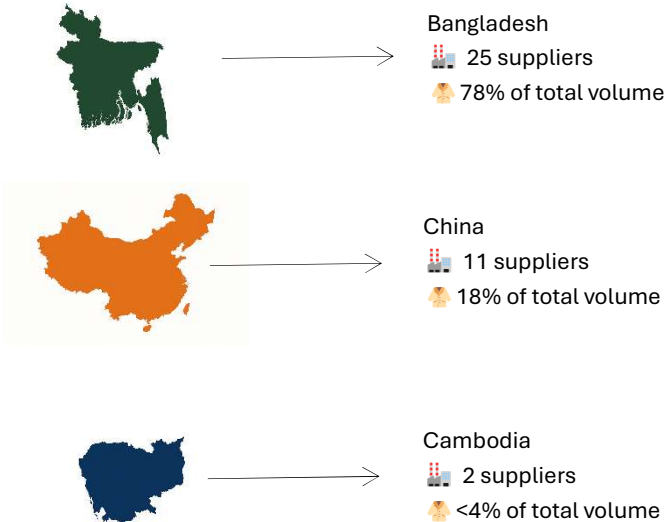 Bangladesh
25 suppliers
78% of total volume
China
11 suppliers
18% of total volume
Cambodia
2 suppliers
<4% of total volume